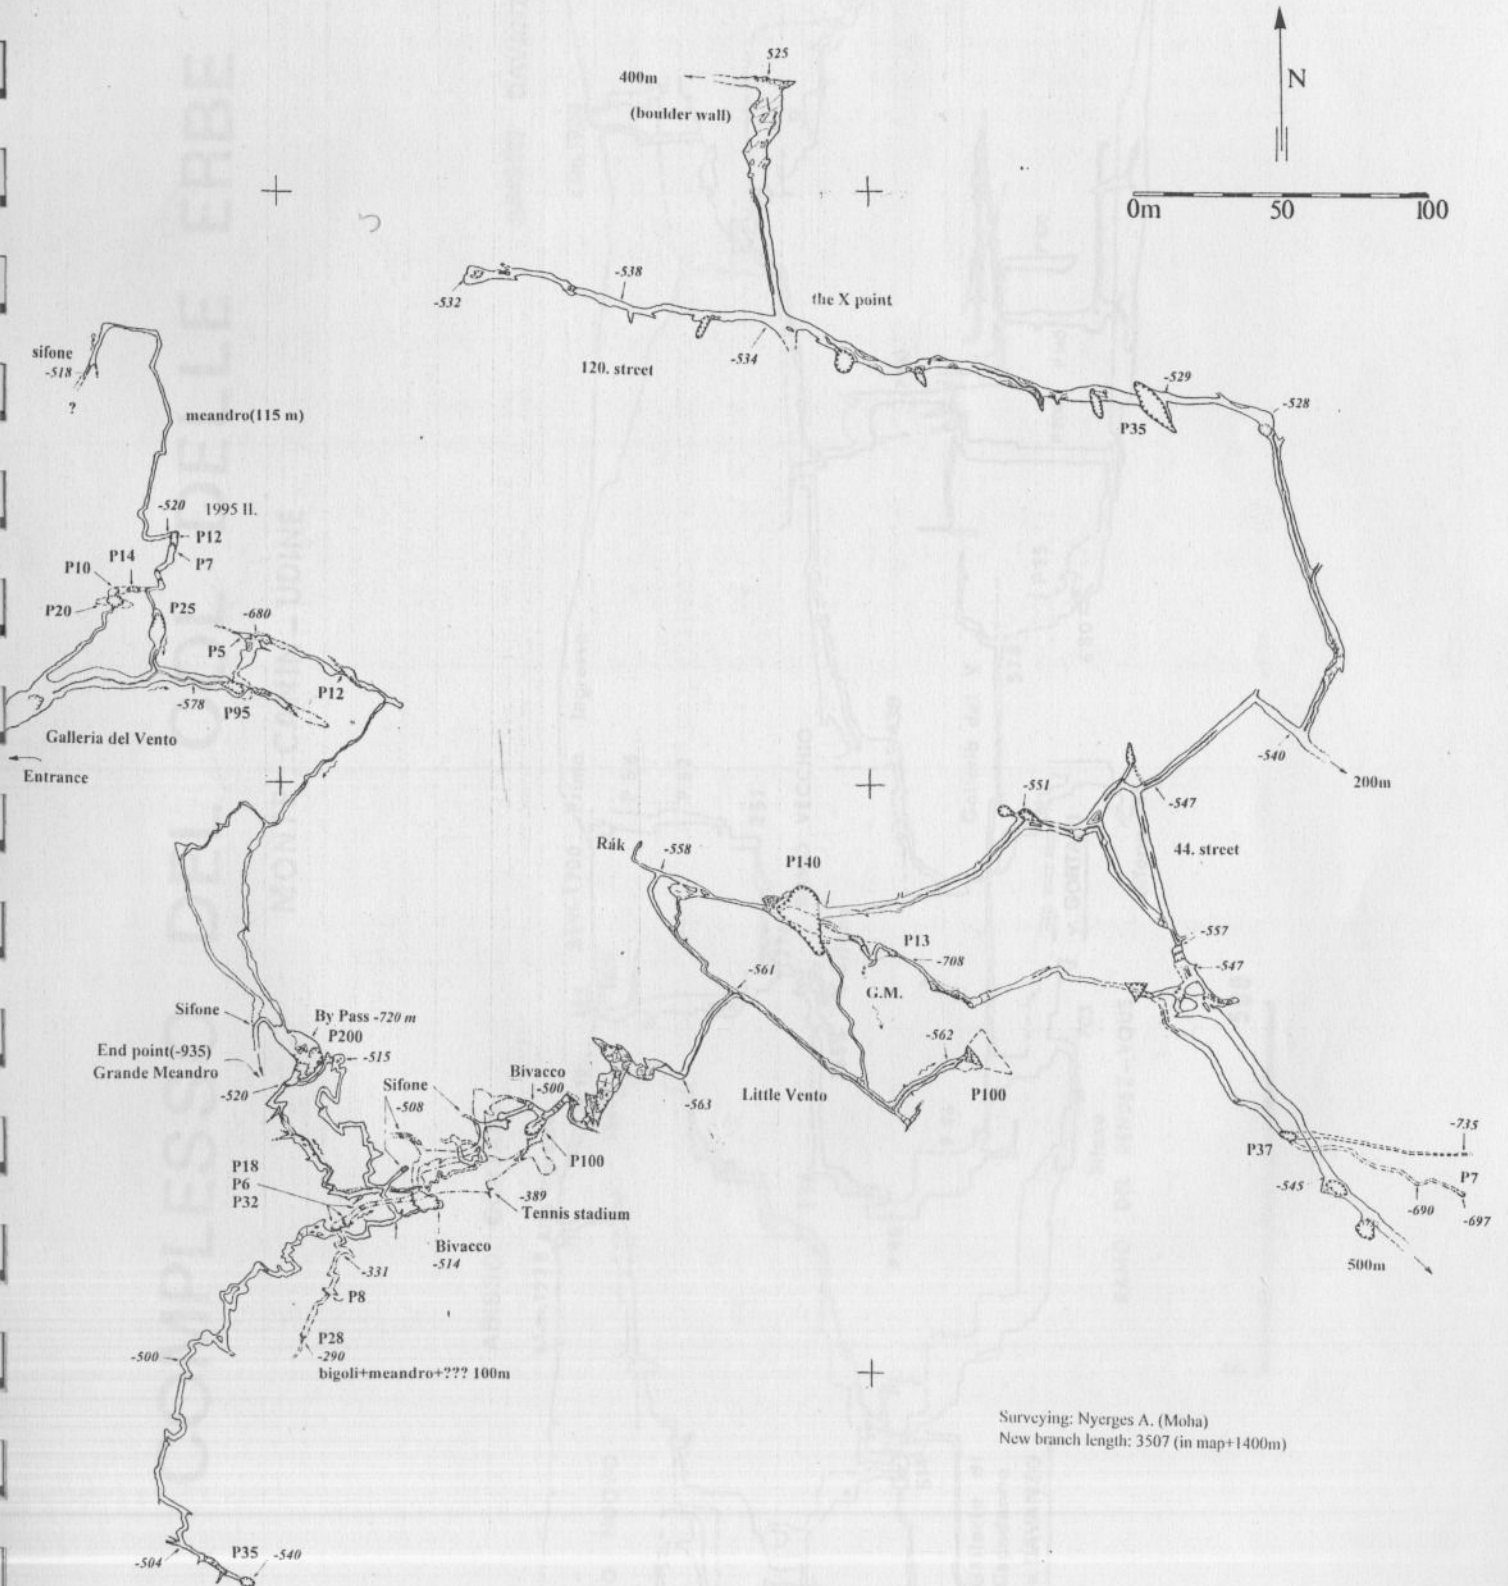 525
400m
(boulder wall)
N
0m 50 100
-532
-538
the X point
-534
120. street
-529
-528
P35
sifone
-518
?
meandro(115 m)
-520
1995 II.
P12
P7
P14
P10
P20
P25
-680
P5
P12
-578
P95
Galleria del Vento
Entrance
-540
200m
-551
-547
44. street
Rák
-558
P140
-557
-547
P13
-708
-561
G.M.
-562
P100
Little Vento
-563
Sifone
By Pass -720 m
P200
-515
End point(-935)
Grande Meandro
-520
Sifone
-508
Bivacco
-500
P100
P18
P6
P32
-389
Tennis stadium
Bivacco
-514
-331
P8
P28
-290
bigoli+meandro+??? 100m
-500
-504
P35
-540
P37
-735
P7
-545
-690
-697
500m
Surveying: Nyerges A. (Moha)
New branch length: 3507 (in map+1400m)